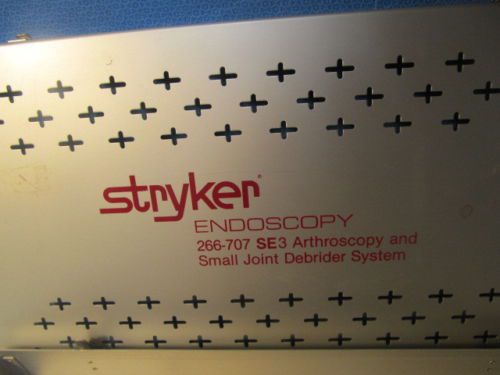 stryker®
ENDOSCOPY
266-707 SE3 Arthroscopy and
Small Joint Debrider System